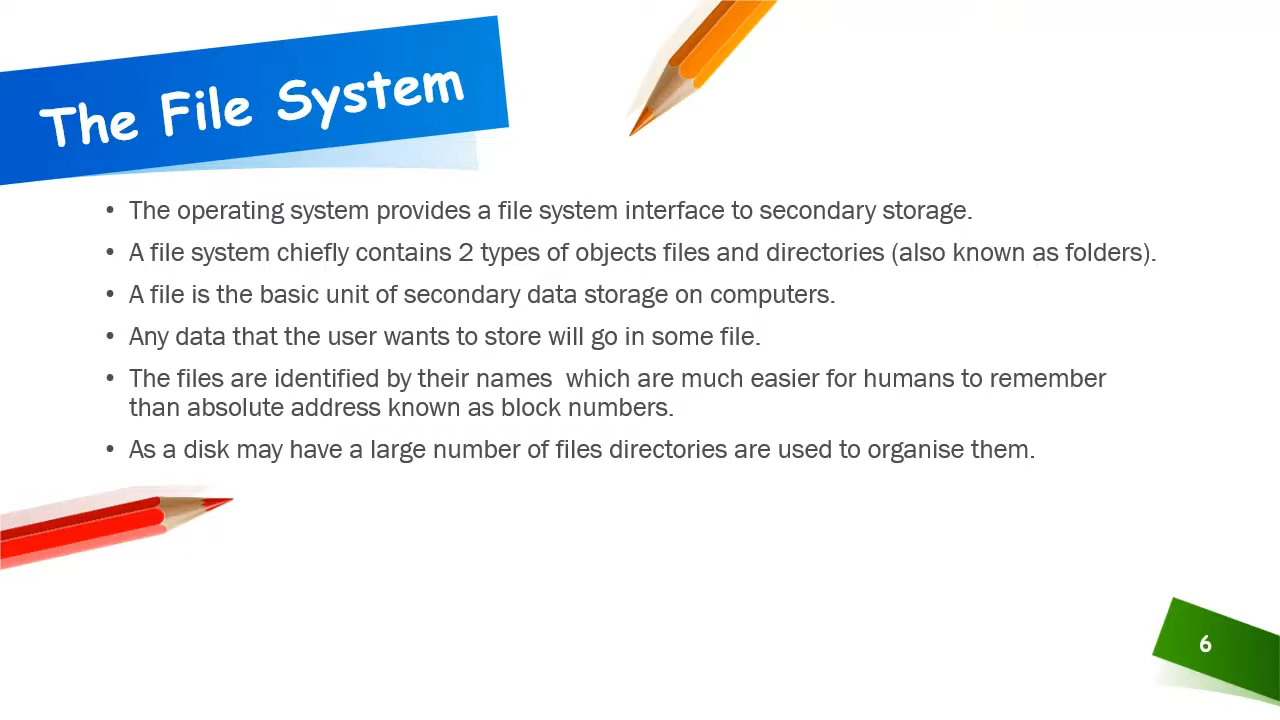 The File System
• The operating system provides a file system interface to secondary storage.
• A file system chiefly contains 2 types of objects files and directories (also known as folders).
• A file is the basic unit of secondary data storage on computers.
• Any data that the user wants to store will go in some file.
• The files are identified by their names  which are much easier for humans to remember
than absolute address known as block numbers.
• As a disk may have a large number of files directories are used to organise them.
6